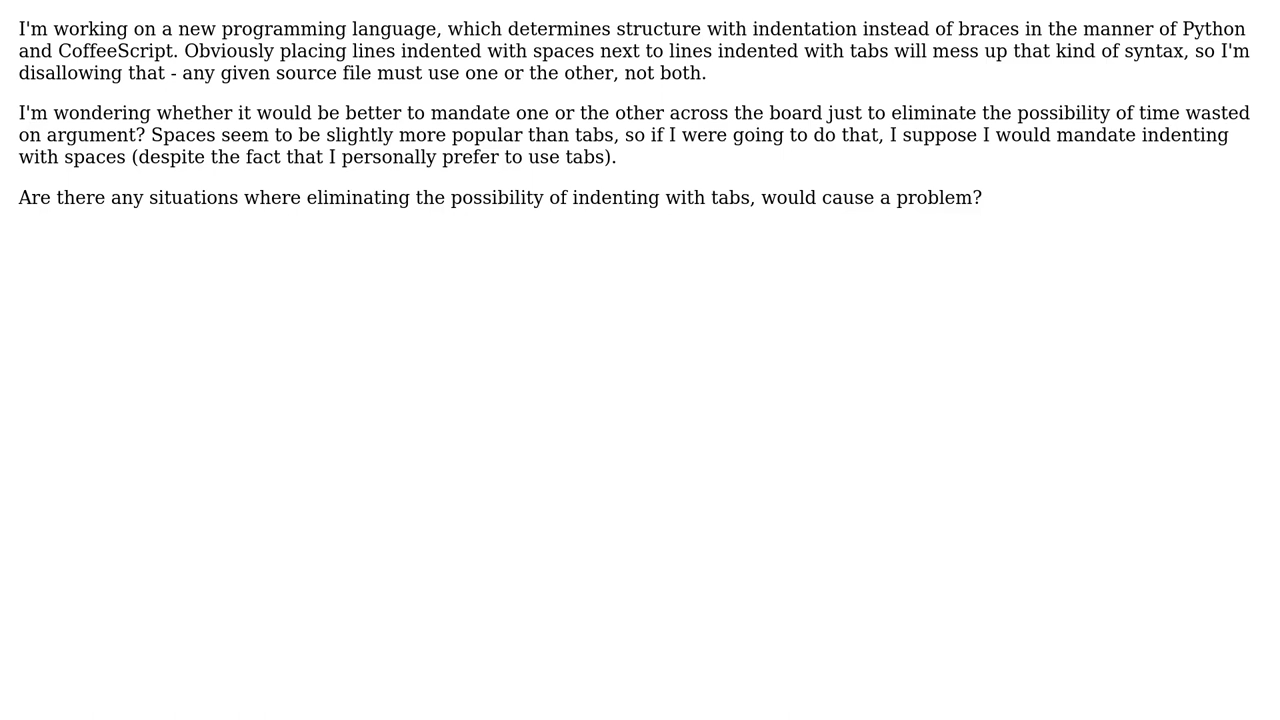 I'm working on a new programming language, which determines structure with indentation instead of braces in the manner of Python
and CoffeeScript. Obviously placing lines indented with spaces next to lines indented with tabs will mess up that kind of syntax, so I'm
disallowing that - any given source file must use one or the other, not both.
I'm wondering whether it would be better to mandate one or the other across the board just to eliminate the possibility of time wasted
on argument? Spaces seem to be slightly more popular than tabs, so if I were going to do that, I suppose I would mandate indenting
with spaces (despite the fact that I personally prefer to use tabs).
Are there any situations where eliminating the possibility of indenting with tabs, would cause a problem?